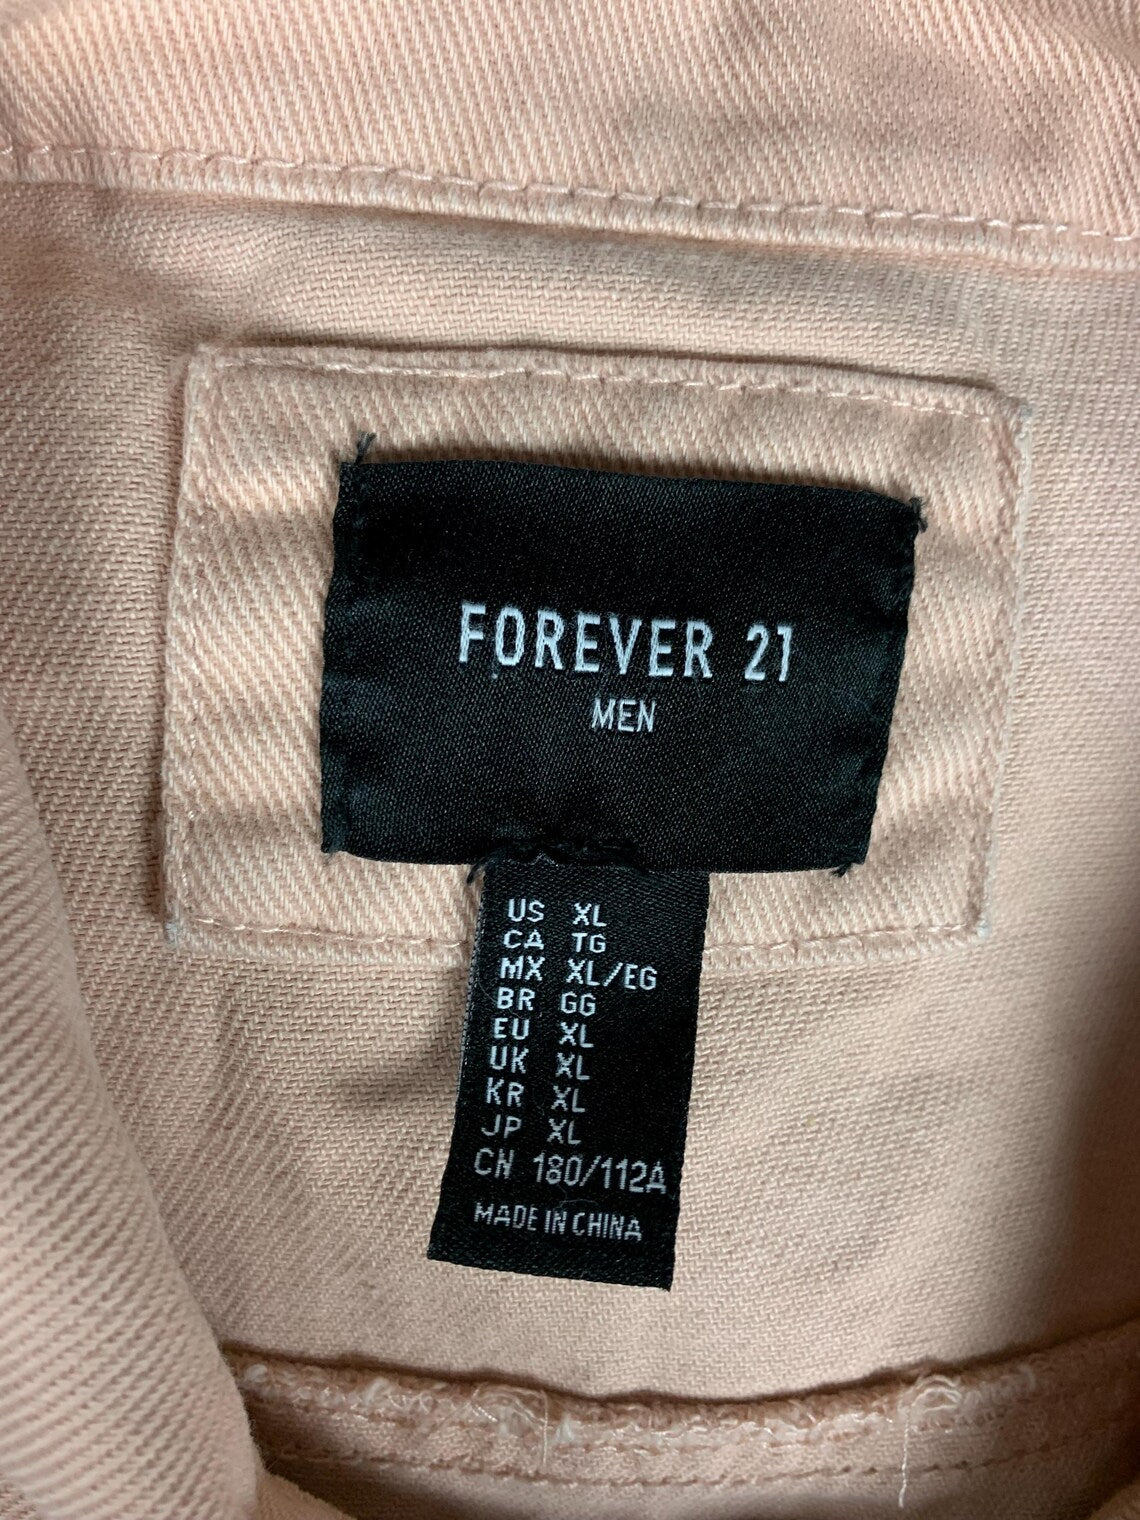 FOREVER 21
MEN
US XL
CA TG
MX XL/EG
BR GG
EU XL
UK XL
KR XL
JP XL
CN 180/112A
MADE IN CHINA